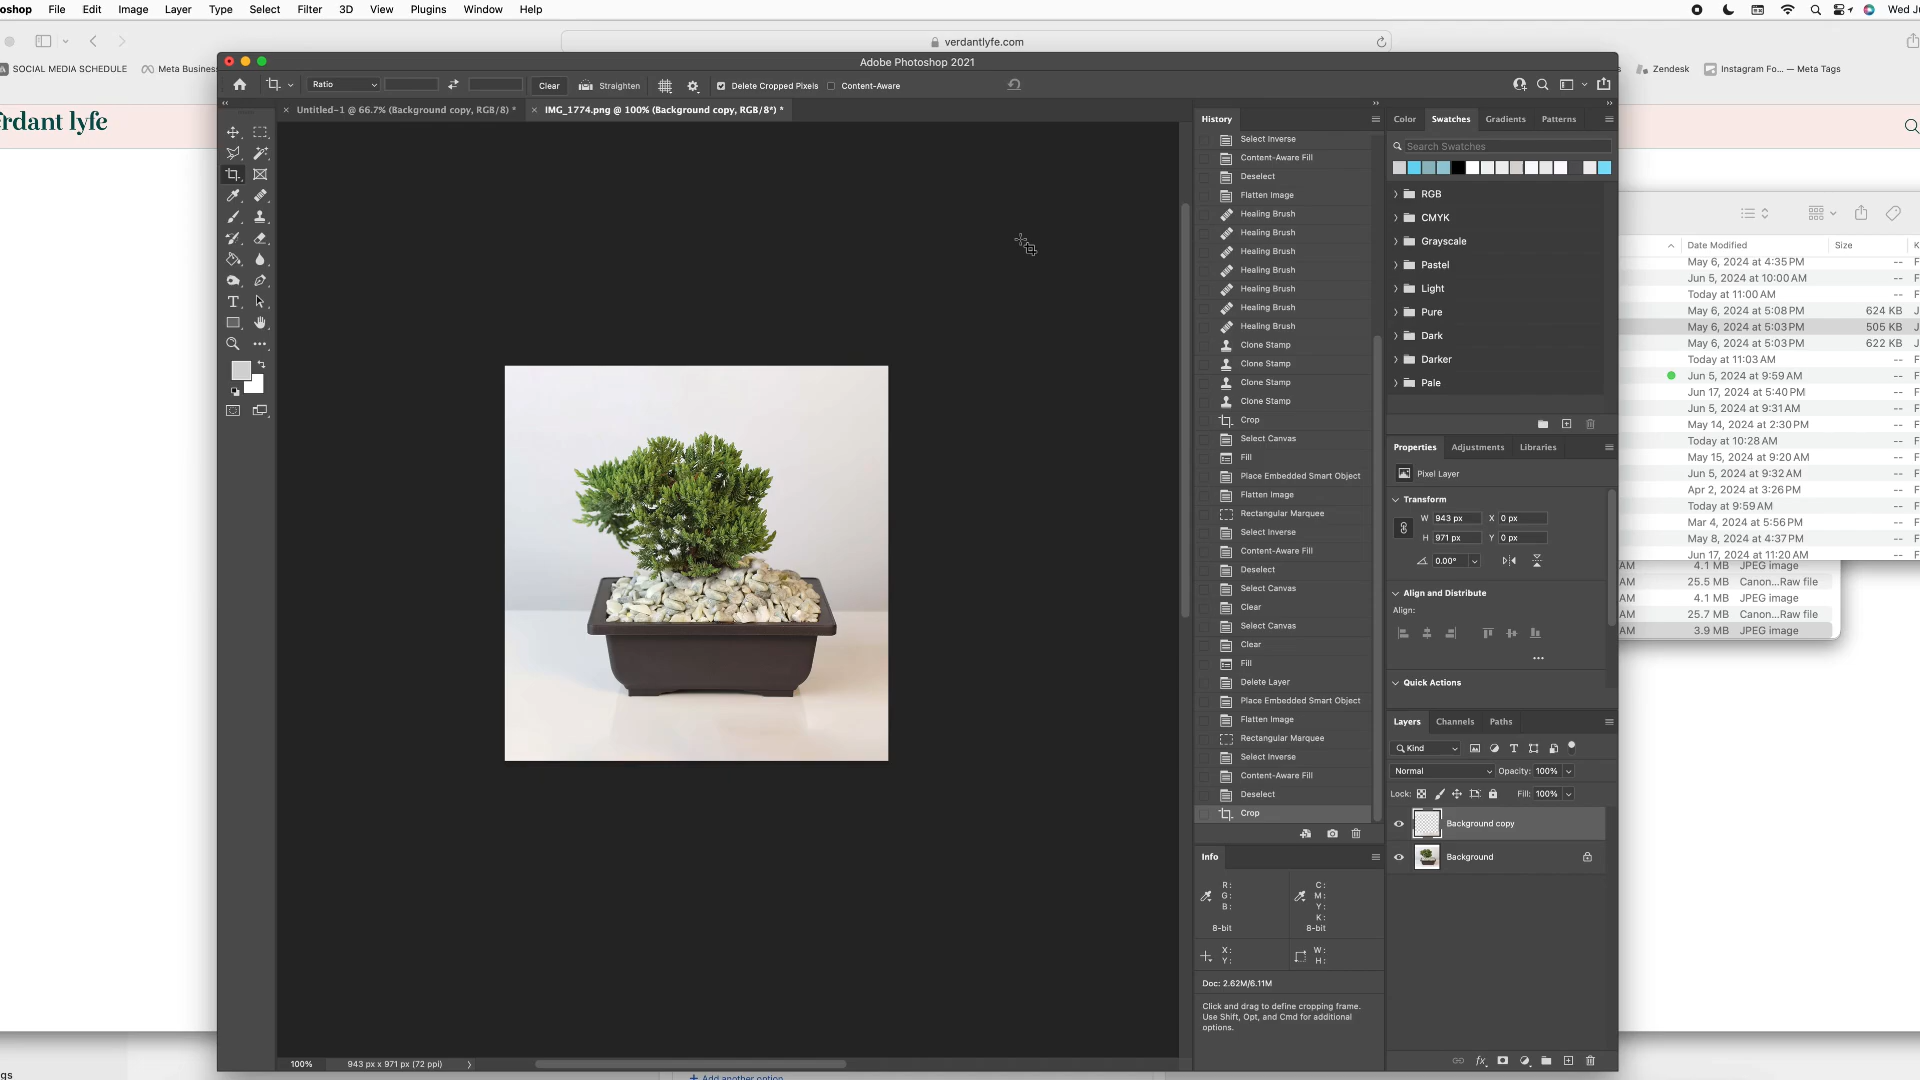 File Edit Image Layer Type Select Filter 3D View Plugins Window Help
verdantlyfe.com
SOCIAL MEDIA SCHEDULE
Zendesk
Instagram Fo... — Meta Tags
Adobe Photoshop 2021
Ratio
Clear
Straighten
Delete Cropped Pixels
Content-Aware
Untitled-1 @ 66.7% (Background copy, RGB/8) *
IMG_1774.png @ 100% (Background copy, RGB/8*) *
lyfe
History
Select Inverse
Content-Aware Fill
Deselect
Flatten Image
Healing Brush
Healing Brush
Healing Brush
Healing Brush
Healing Brush
Healing Brush
Healing Brush
Clone Stamp
Clone Stamp
Clone Stamp
Clone Stamp
Crop
Select Canvas
Fill
Place Embedded Smart Object
Flatten Image
Rectangular Marquee
Select Inverse
Content-Aware Fill
Deselect
Select Canvas
Clear
Select Canvas
Clear
Fill
Delete Layer
Place Embedded Smart Object
Flatten Image
Rectangular Marquee
Select Inverse
Content-Aware Fill
Deselect
Crop
Info
R:
G:
B:
8-bit
C:
M:
Y:
K:
8-bit
X:
Y:
W:
H:
Doc: 2.62M/6.11M
Click and drag to define cropping frame.
Use Shift, Opt, and Cmd for additional
options.
Color Swatches Gradients Patterns
Search Swatches
RGB
CMYK
Grayscale
Pastel
Light
Pure
Dark
Darker
Pale
Properties Adjustments Libraries
Pixel Layer
Transform
W 943 px X 0 px
H 971 px Y 0 px
0.00°
Align and Distribute
Align:
Quick Actions
Layers Channels Paths
Kind
Normal Opacity: 100%
Lock: Fill: 100%
Background copy
Background
Date Modified Size
May 6, 2024 at 4:35 PM --
Jun 5, 2024 at 10:00 AM --
Today at 11:00 AM --
May 6, 2024 at 5:08 PM 624 KB
May 6, 2024 at 5:03 PM 505 KB
May 6, 2024 at 5:03 PM 622 KB
Today at 11:03 AM --
Jun 5, 2024 at 9:59 AM --
Jun 17, 2024 at 5:40 PM --
Jun 5, 2024 at 9:31 AM --
May 14, 2024 at 2:30 PM --
Today at 10:28 AM --
May 15, 2024 at 9:20 AM --
Jun 5, 2024 at 9:32 AM --
Apr 2, 2024 at 3:26 PM --
Today at 9:59 AM --
Mar 4, 2024 at 5:56 PM --
May 8, 2024 at 4:37 PM --
Jun 17, 2024 at 11:20 AM --
AM 4.1 MB JPEG image
AM 25.5 MB Canon...Raw file
AM 4.1 MB JPEG image
AM 25.7 MB Canon...Raw file
AM 3.9 MB JPEG image
100% 943 px x 971 px (72 ppi)